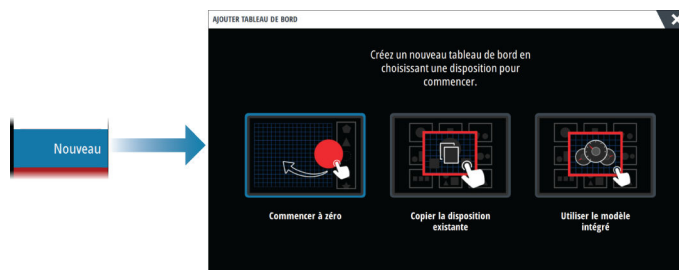 AJOUTER TABLEAU DE BORD
Créez un nouveau tableau de bord en
choisissant une disposition pour
commencer.
Nouveau
Commencer à zéro
Copier la disposition
existante
Utiliser le modèle
intégré